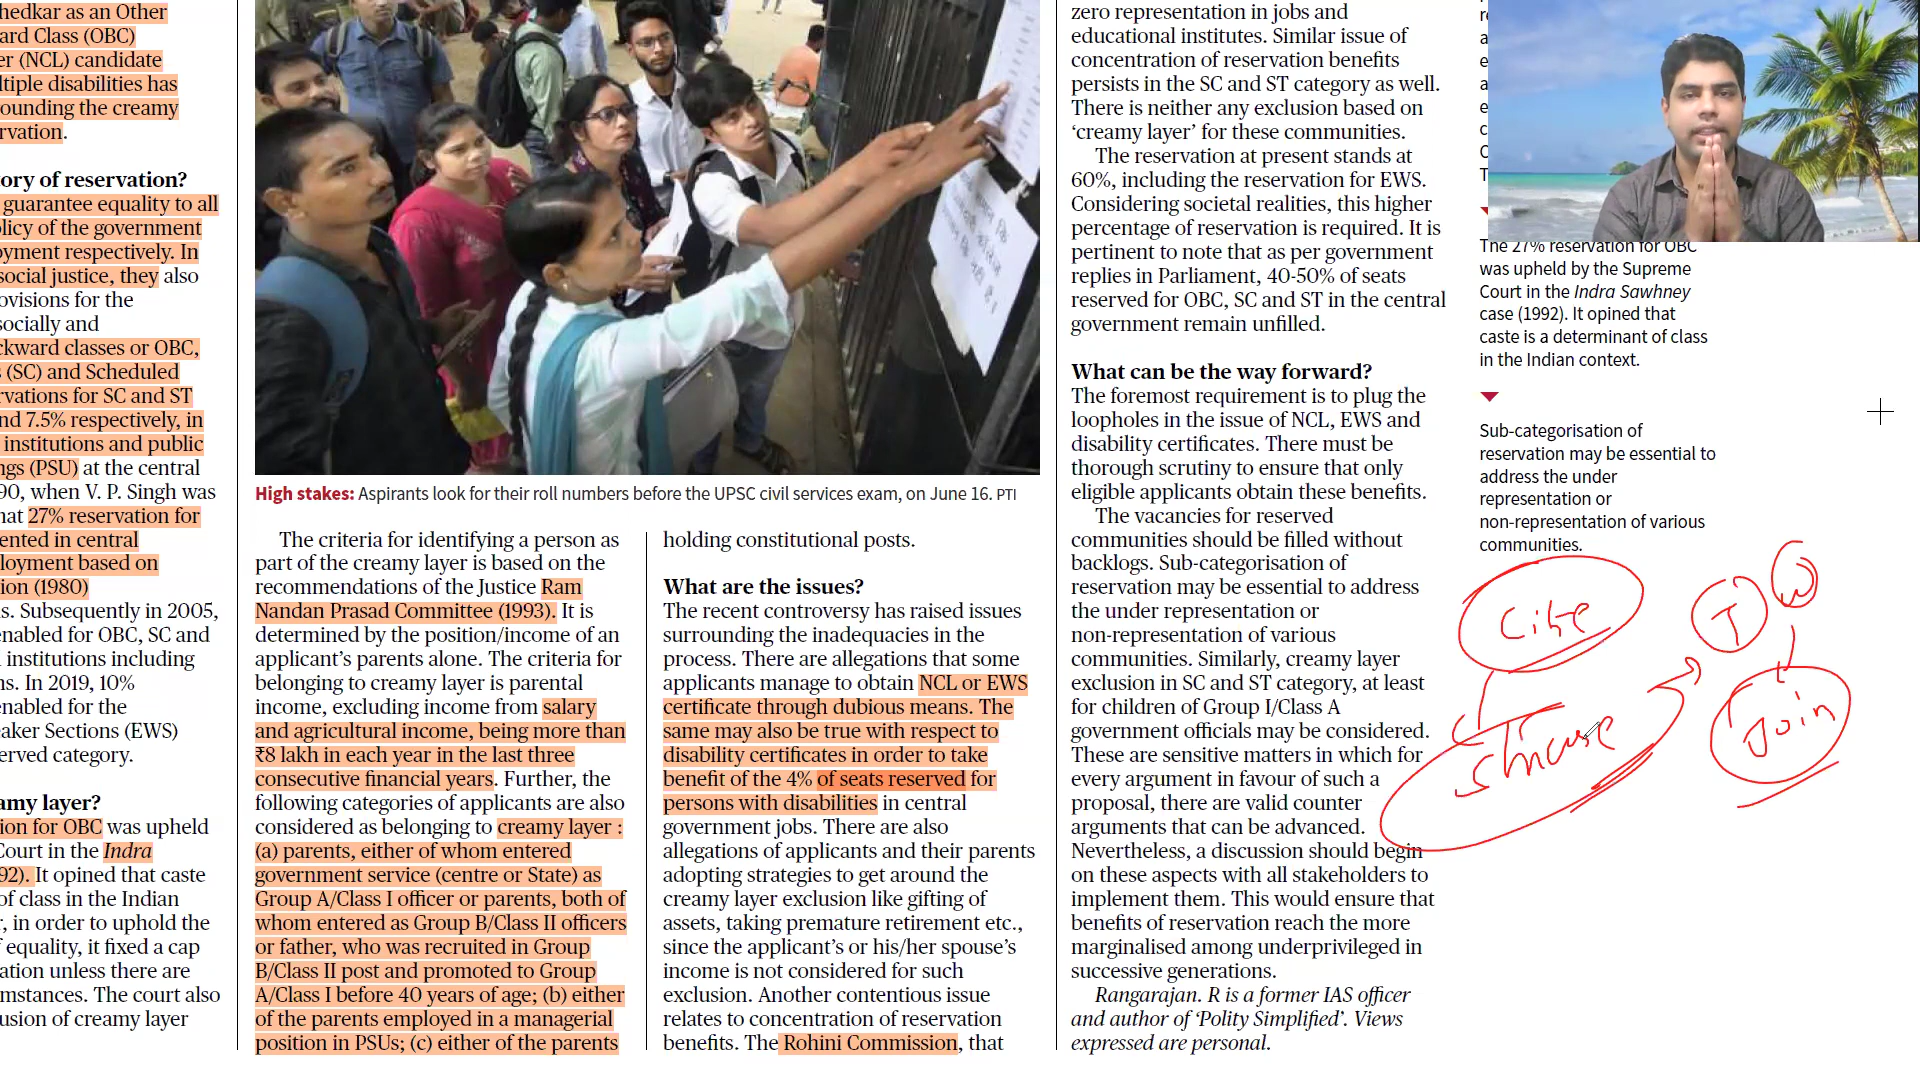 hedkar as an Other
ard Class (OBC)
er (NCL) candidate
ltiple disabilities has
rounding the creamy
rvation.
tory of reservation?
guarantee equality to all
olicy of the government
oyment respectively. In
social justice, they also
ovisions for the
socially and
ckward classes or OBC,
s (SC) and Scheduled
rvations for SC and ST
nd 7.5% respectively, in
institutions and public
ngs (PSU) at the central
90, when V. P. Singh was
hat 27% reservation for
ented in central
loyment based on
sion (1980)
ns. Subsequently in 2005,
enabled for OBC, SC and
institutions including
ns. In 2019, 10%
enabled for the
eaker Sections (EWS)
erved category.
amy layer?
ion for OBC was upheld
Court in the Indra
92). It opined that caste
of class in the Indian
r, in order to uphold the
f equality, it fixed a cap
ation unless there are
mstances. The court also
usion of creamy layer
High stakes: Aspirants look for their roll numbers before the UPSC civil services exam, on June 16. PTI
The criteria for identifying a person as
part of the creamy layer is based on the
recommendations of the Justice Ram
Nandan Prasad Committee (1993). It is
determined by the position/income of an
applicant's parents alone. The criteria for
belonging to creamy layer is parental
income, excluding income from salary
and agricultural income, being more than
₹8 lakh in each year in the last three
consecutive financial years. Further, the
following categories of applicants are also
considered as belonging to creamy layer :
(a) parents, either of whom entered
government service (centre or State) as
Group A/Class I officer or parents, both of
whom entered as Group B/Class II officers
or father, who was recruited in Group
B/Class II post and promoted to Group
A/Class I before 40 years of age; (b) either
of the parents employed in a managerial
position in PSUs; (c) either of the parents
holding constitutional posts.
What are the issues?
The recent controversy has raised issues
surrounding the inadequacies in the
process. There are allegations that some
applicants manage to obtain NCL or EWS
certificate through dubious means. The
same may also be true with respect to
disability certificates in order to take
benefit of the 4% of seats reserved for
persons with disabilities in central
government jobs. There are also
allegations of applicants and their parents
adopting strategies to get around the
creamy layer exclusion like gifting of
assets, taking premature retirement etc.,
since the applicant's or his/her spouse's
income is not considered for such
exclusion. Another contentious issue
relates to concentration of reservation
benefits. The Rohini Commission, that
zero representation in jobs and
educational institutes. Similar issue of
concentration of reservation benefits
persists in the SC and ST category as well.
There is neither any exclusion based on
'creamy layer' for these communities.
The reservation at present stands at
60%, including the reservation for EWS.
Considering societal realities, this higher
percentage of reservation is required. It is
pertinent to note that as per government
replies in Parliament, 40-50% of seats
reserved for OBC, SC and ST in the central
government remain unfilled.
What can be the way forward?
The foremost requirement is to plug the
loopholes in the issue of NCL, EWS and
disability certificates. There must be
thorough scrutiny to ensure that only
eligible applicants obtain these benefits.
The vacancies for reserved
communities should be filled without
backlogs. Sub-categorisation of
reservation may be essential to address
the under representation or
non-representation of various
communities. Similarly, creamy layer
exclusion in SC and ST category, at least
for children of Group I/Class A
government officials may be considered.
These are sensitive matters in which for
every argument in favour of such a
proposal, there are valid counter
arguments that can be advanced.
Nevertheless, a discussion should begin
on these aspects with all stakeholders to
implement them. This would ensure that
benefits of reservation reach the more
marginalised among underprivileged in
successive generations.
Rangarajan. R is a former IAS officer
and author of 'Polity Simplified'. Views
expressed are personal.
The 27% reservation for OBC
was upheld by the Supreme
Court in the Indra Sawhney
case (1992). It opined that
caste is a determinant of class
in the Indian context.
Sub-categorisation of
reservation may be essential to
address the under
representation or
non-representation of various
communities.
T
Join